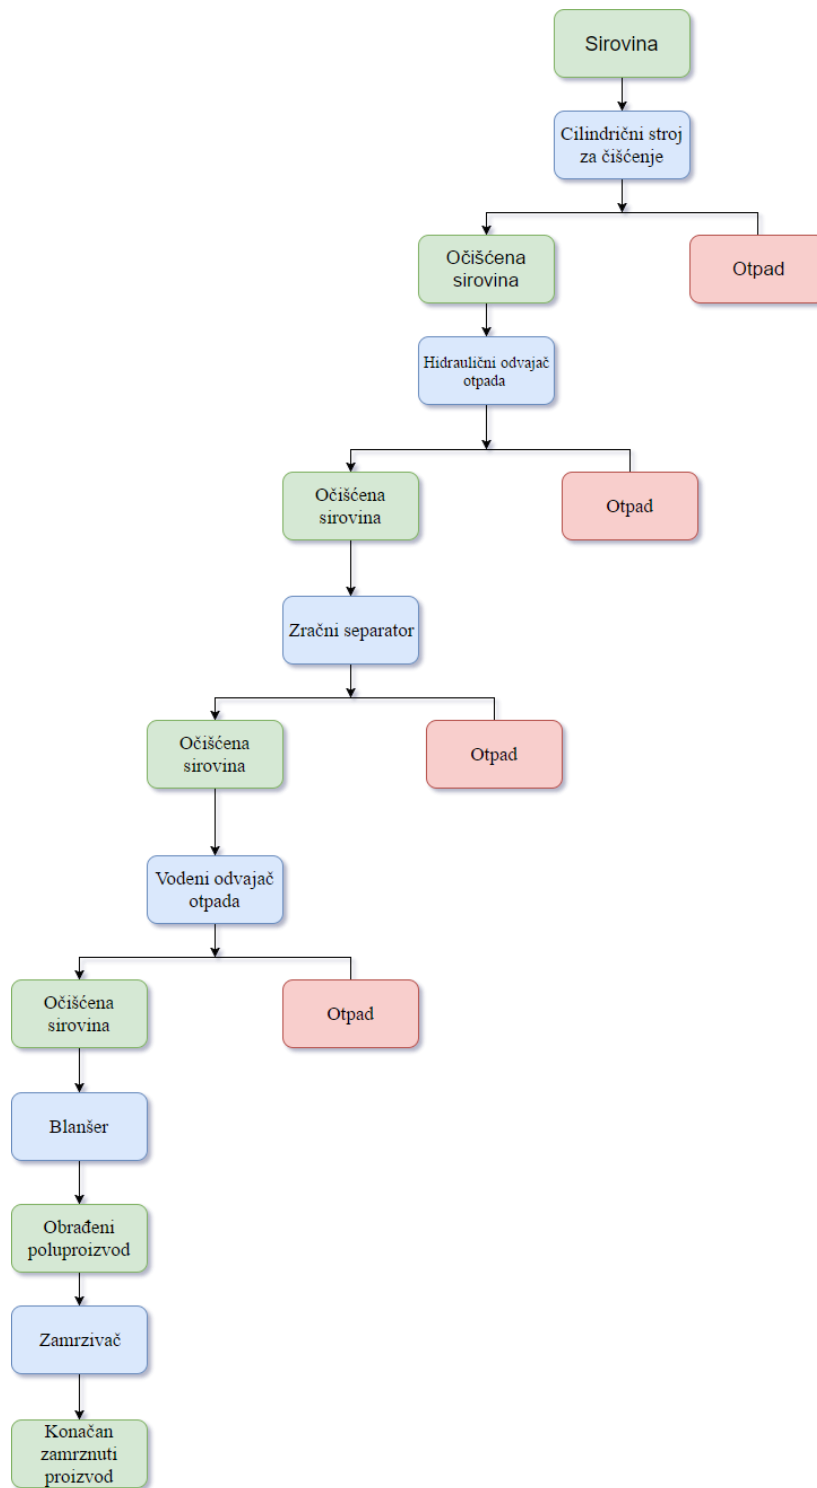 Sirovina
Cilindrični stroj
za čišćenje
Očišćena
sirovina
Otpad
Hidraulični odvajač
otpada
Očišćena
sirovina
Otpad
Zračni separator
Očišćena
sirovina
Otpad
Vodeni odvajač
otpada
Očišćena
sirovina
Otpad
Blanšer
Obrađeni
poluproizvod
Zamrzivač
Konačan
zamrznuti
proizvod